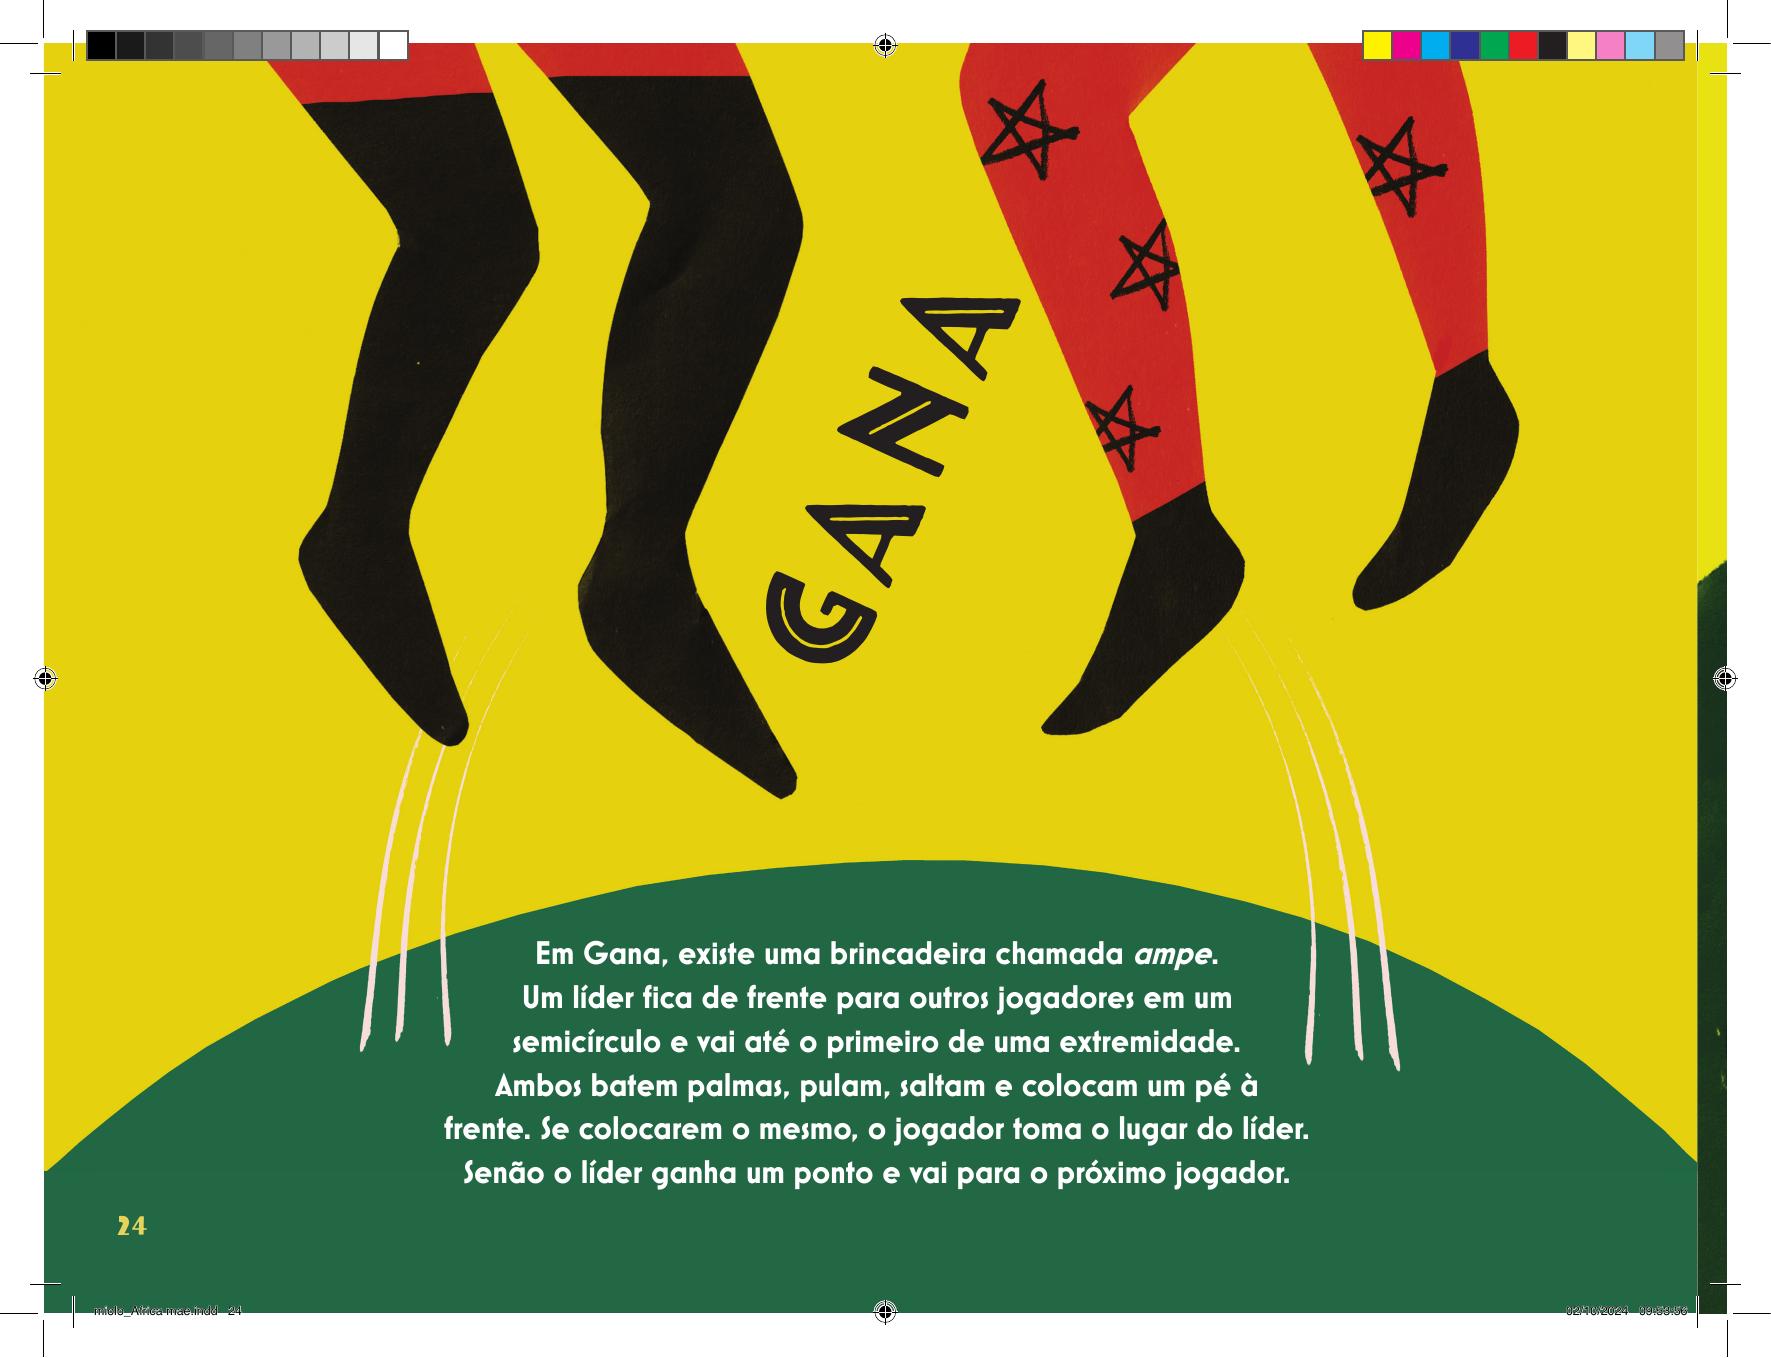 GANA
Em Gana, existe uma brincadeira chamada ampe.
Um líder fica de frente para outros jogadores em um
semicírculo e vai até o primeiro de uma extremidade.
Ambos batem palmas, pulam, saltam e colocam um pé à
frente. Se colocarem o mesmo, o jogador toma o lugar do líder.
Senão o líder ganha um ponto e vai para o próximo jogador.
24
miolo_Africa mae.indd 24
02/10/2024 09:53:56